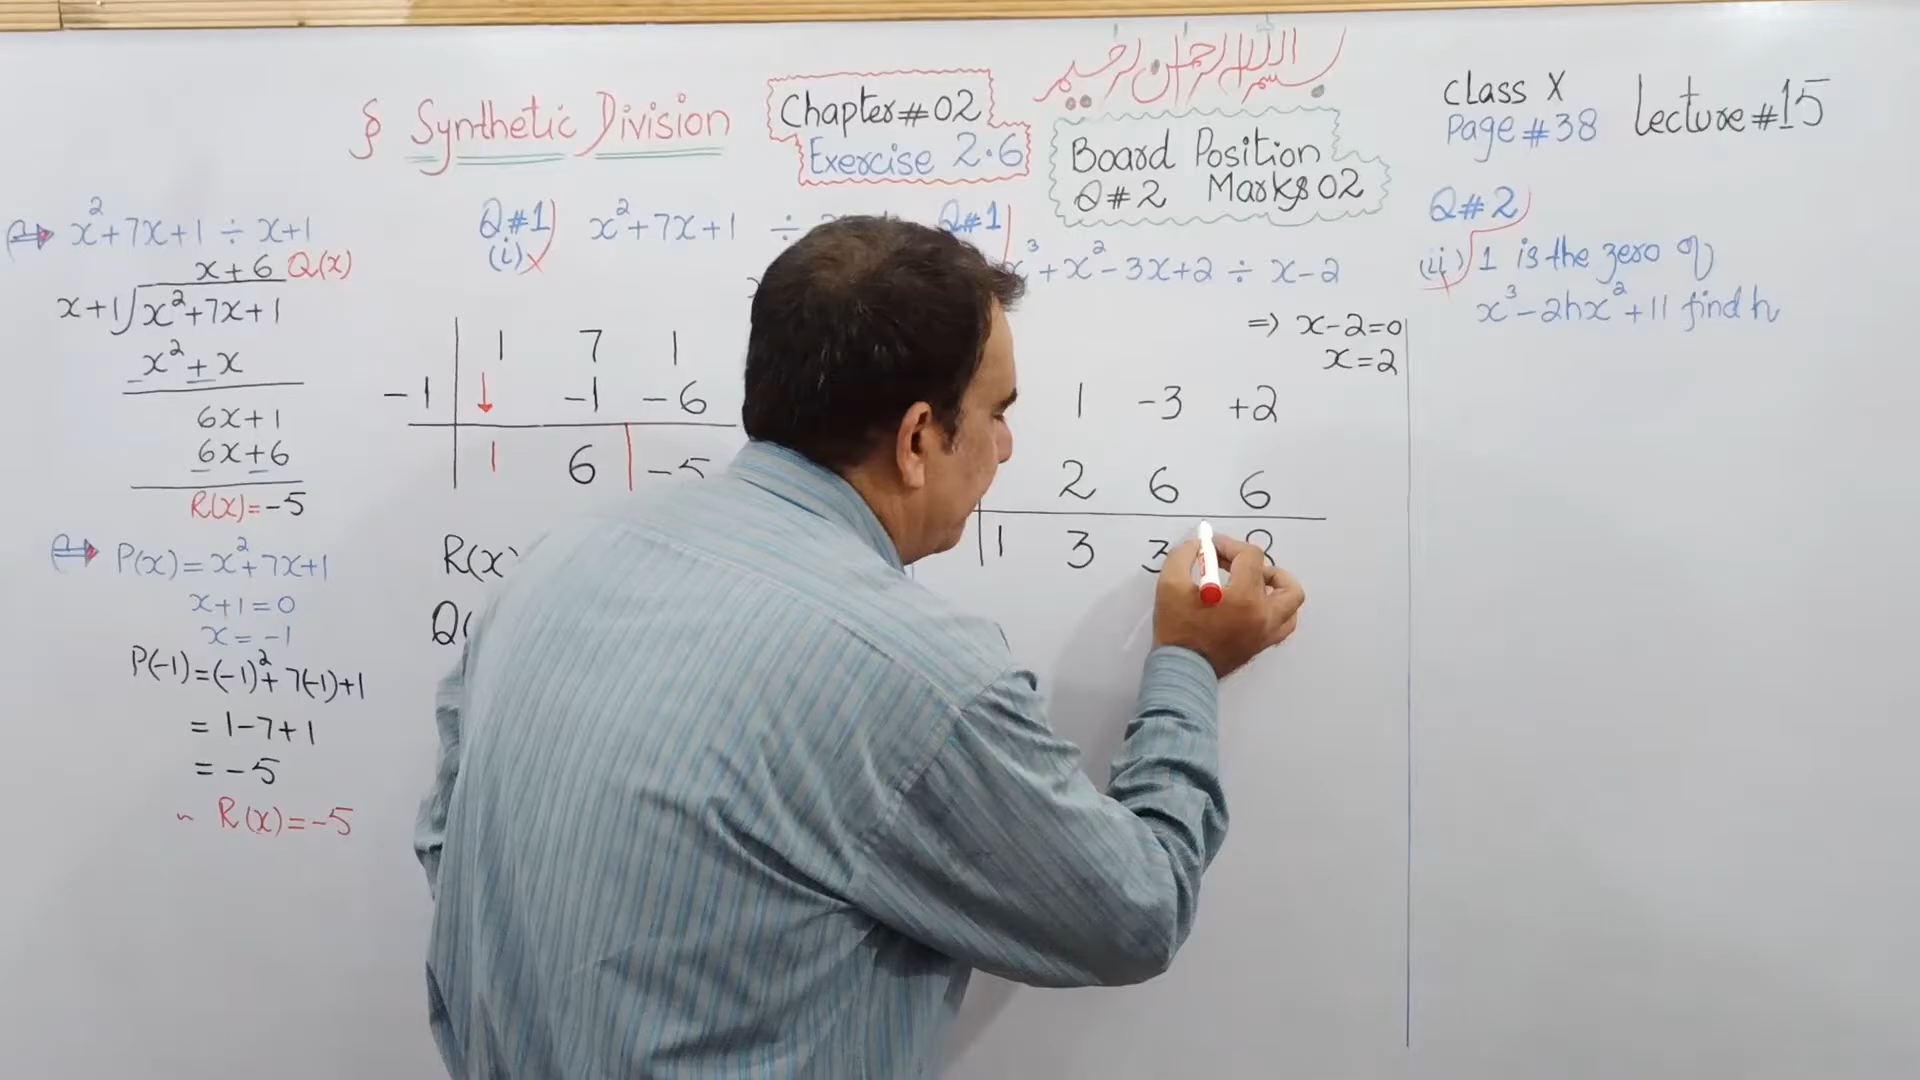 بسم اللہ الرحمن الرحیم
§ Synthetic Division
Chapter#02
Exercise 2.6
Board Position
Q#2 Marks 02
Class X
Page#38
Lecture#15
x²+7x+1 ÷ x+1
x+6 Q(x)
x+1)x²+7x+1
x²+x
6x+1
6x+6
R(x)=-5
P(x)=x²+7x+1
x+1=0
x=-1
P(-1)=(-1)²+7(-1)+1
=1-7+1
=-5
~ R(x)=-5
Q#1)
(i)
x²+7x+1 ÷
1 7 1
-1 -1 -6
1 6 -5
R(x)
Q(
Q#1
x³+x²-3x+2 ÷ x-2
=> x-2=0
x=2
1 -3 +2
2 6 6
1 3 3 8
Q#2)
(ii) 1 is the zero of
x³-2hx²+11 find h